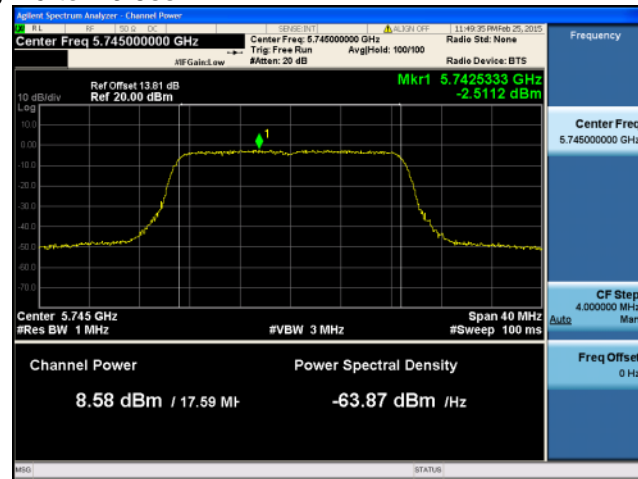 Agilent Spectrum Analyzer - Channel Power
RL RF 50 Ω DC SENSE:INT ALIGN OFF 11:49:35 PM Feb 25, 2015
Center Freq 5.745000000 GHz
Center Freq: 5.745000000 GHz
Radio Std: None
Trig: Free Run Avg|Hold: 100/100
#IFGain:Low #Atten: 20 dB Radio Device: BTS
Ref Offset 13.81 dB
10 dB/div Ref 20.00 dBm
Mkr1 5.7425333 GHz
-2.5112 dBm
Log
10.0
0.00
1
-10.0
-20.0
-30.0
-40.0
-50.0
-60.0
-70.0
Center 5.745 GHz Span 40 MHz
#Res BW 1 MHz #VBW 3 MHz #Sweep 100 ms
Channel Power Power Spectral Density
8.58 dBm / 17.59 MH -63.87 dBm /Hz
MSG STATUS
Frequency
Center Freq
5.745000000 GHz
CF Step
4.000000 MHz
Auto Man
Freq Offset
0 Hz